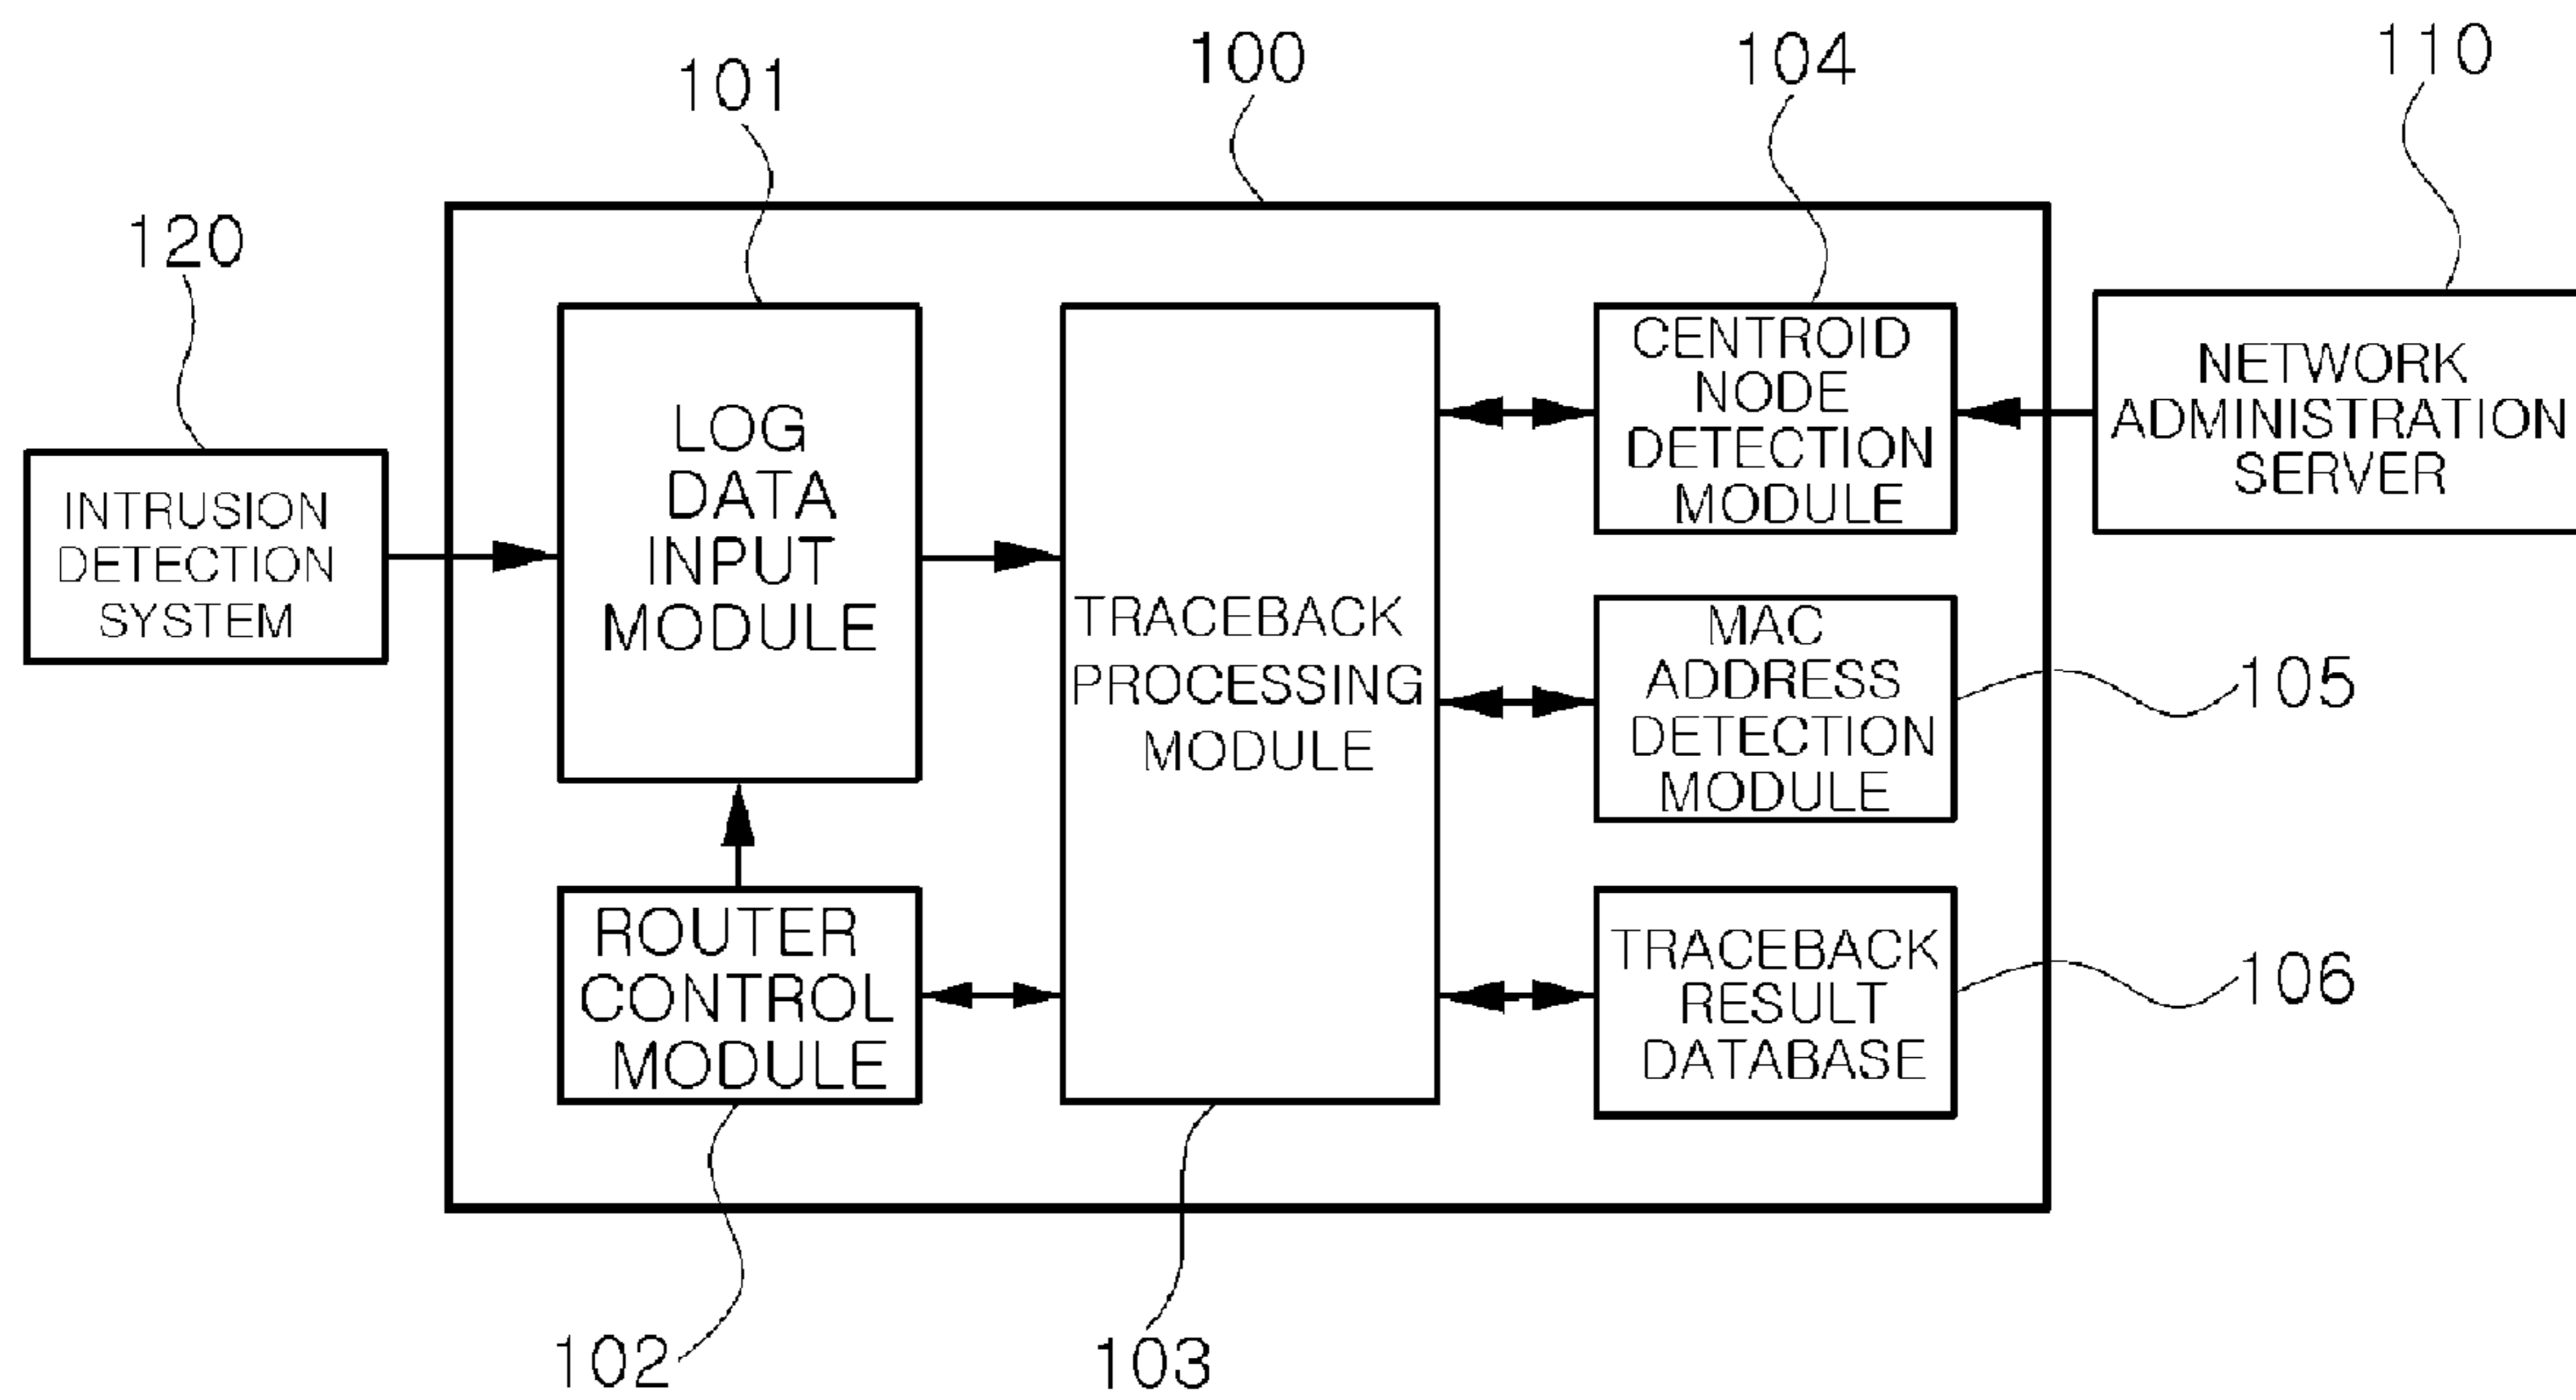 100
104
110
101
120
CENTROID
NODE
DETECTION
MODULE
NETWORK
ADMINISTRATION
SERVER
LOG
DATA
INPUT
MODULE
INTRUSION
DETECTION
SYSTEM
TRACEBACK
PROCESSING
MODULE
MAC
ADDRESS
DETECTION
MODULE
105
ROUTER
CONTROL
MODULE
TRACEBACK
RESULT
DATABASE
106
102
103